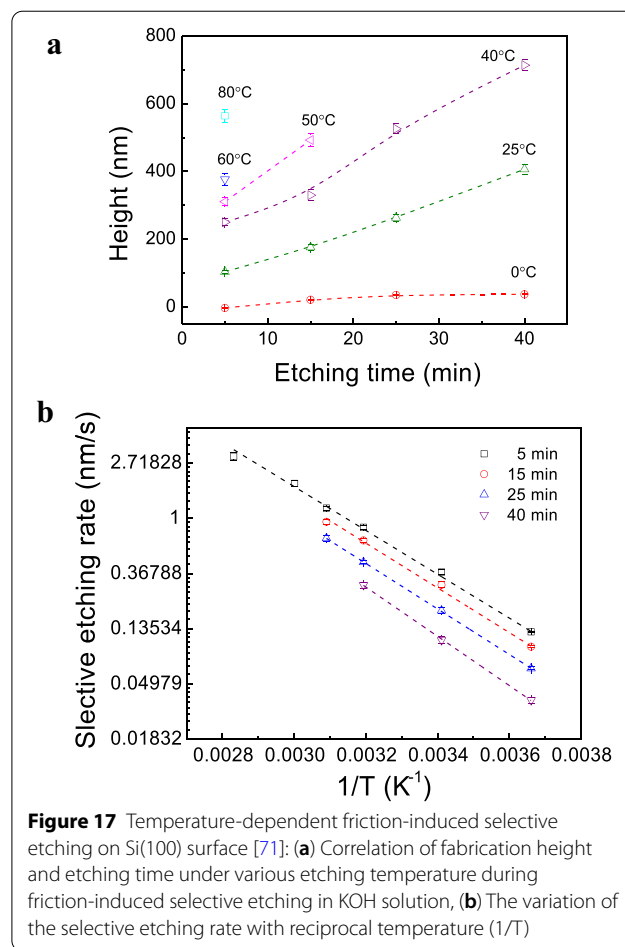 a
800
600
400
200
0
Height (nm)
80°C
60°C
50°C
40°C
25°C
0°C
0 10 20 30 40
Etching time (min)
b
2.71828
1
0.36788
0.13534
0.04979
0.01832
Slective etching rate (nm/s)
5 min
15 min
25 min
40 min
0.0028 0.0030 0.0032 0.0034 0.0036 0.0038
1/T (K⁻¹)
Figure 17 Temperature-dependent friction-induced selective
etching on Si(100) surface [71]: (a) Correlation of fabrication height
and etching time under various etching temperature during
friction-induced selective etching in KOH solution, (b) The variation of
the selective etching rate with reciprocal temperature (1/T)